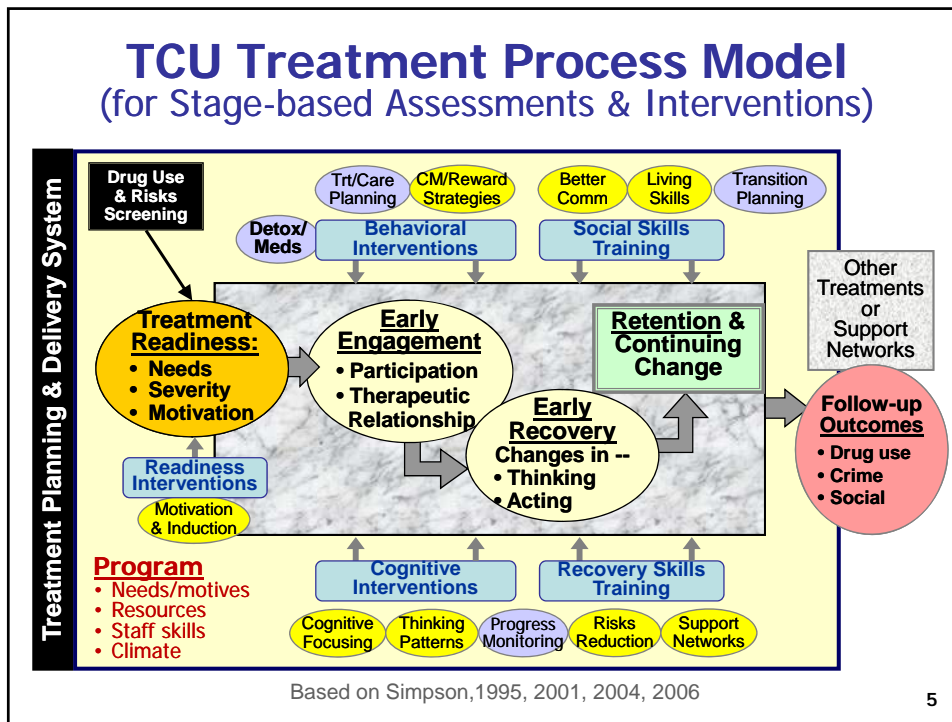 TCU Treatment Process Model
(for Stage-based Assessments & Interventions)
Treatment Planning & Delivery System
Drug Use
& Risks
Screening
Trt/Care
Planning
CM/Reward
Strategies
Better
Comm
Living
Skills
Transition
Planning
Detox/
Meds
Behavioral
Interventions
Social Skills
Training
Treatment
Readiness:
• Needs
• Severity
• Motivation
Early
Engagement
• Participation
• Therapeutic
Relationship
Early
Recovery
Changes in --
• Thinking
• Acting
Retention &
Continuing
Change
Other
Treatments
or
Support
Networks
Follow-up
Outcomes
• Drug use
• Crime
• Social
Readiness
Interventions
Motivation
& Induction
Program
• Needs/motives
• Resources
• Staff skills
• Climate
Cognitive
Interventions
Recovery Skills
Training
Cognitive
Focusing
Thinking
Patterns
Progress
Monitoring
Risks
Reduction
Support
Networks
Based on Simpson,1995, 2001, 2004, 2006
5